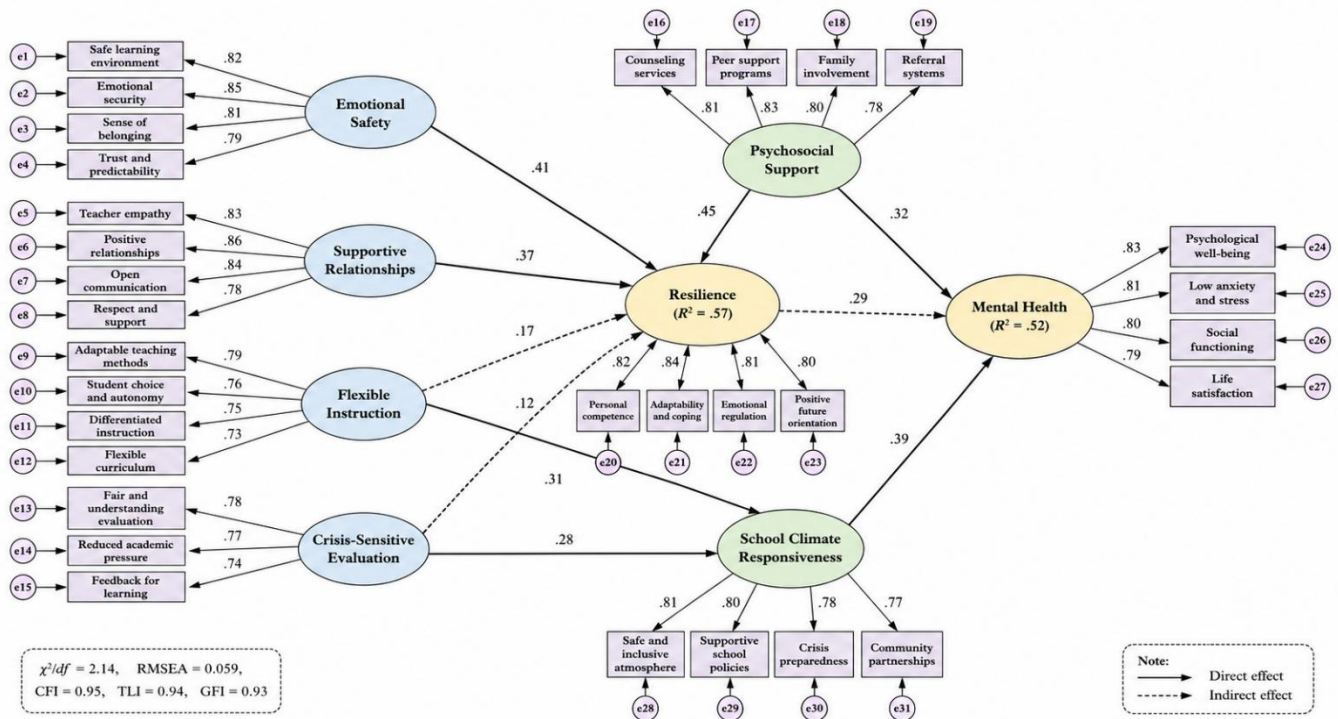 e1
Safe learning
environment
.82
e2
Emotional
security
.85
e3
Sense of
belonging
.81
e4
Trust and
predictability
.79
Emotional
Safety
.41
e5
Teacher empathy
.83
e6
Positive
relationships
.86
e7
Open
communication
.84
e8
Respect and
support
.78
Supportive
Relationships
.37
e9
Adaptable teaching
methods
.79
e10
Student choice
and autonomy
.76
e11
Differentiated
instruction
.75
e12
Flexible
curriculum
.73
Flexible
Instruction
.17
.31
e13
Fair and
understanding
evaluation
.78
e14
Reduced academic
pressure
.77
e15
Feedback for
learning
.74
Crisis-Sensitive
Evaluation
.12
.28
e16
e17
e18
e19
Counseling
services
Peer support
programs
Family
involvement
Referral
systems
.81
.83
.80
.78
Psychosocial
Support
.45
.32
Resilience
(R² = .57)
.29
.82
.84
.81
.80
Personal
competence
Adaptability
and coping
Emotional
regulation
Positive
future
orientation
e20
e21
e22
e23
Mental Health
(R² = .52)
.83
Psychological
well-being
e24
.81
Low anxiety
and stress
e25
.80
Social
functioning
e26
.79
Life
satisfaction
e27
.39
School Climate
Responsiveness
.81
.80
.78
.77
Safe and
inclusive
atmosphere
Supportive
school
policies
Crisis
preparedness
Community
partnerships
e28
e29
e30
e31
χ²/df = 2.14, RMSEA = 0.059,
CFI = 0.95, TLI = 0.94, GFI = 0.93
Note:
Direct effect
Indirect effect